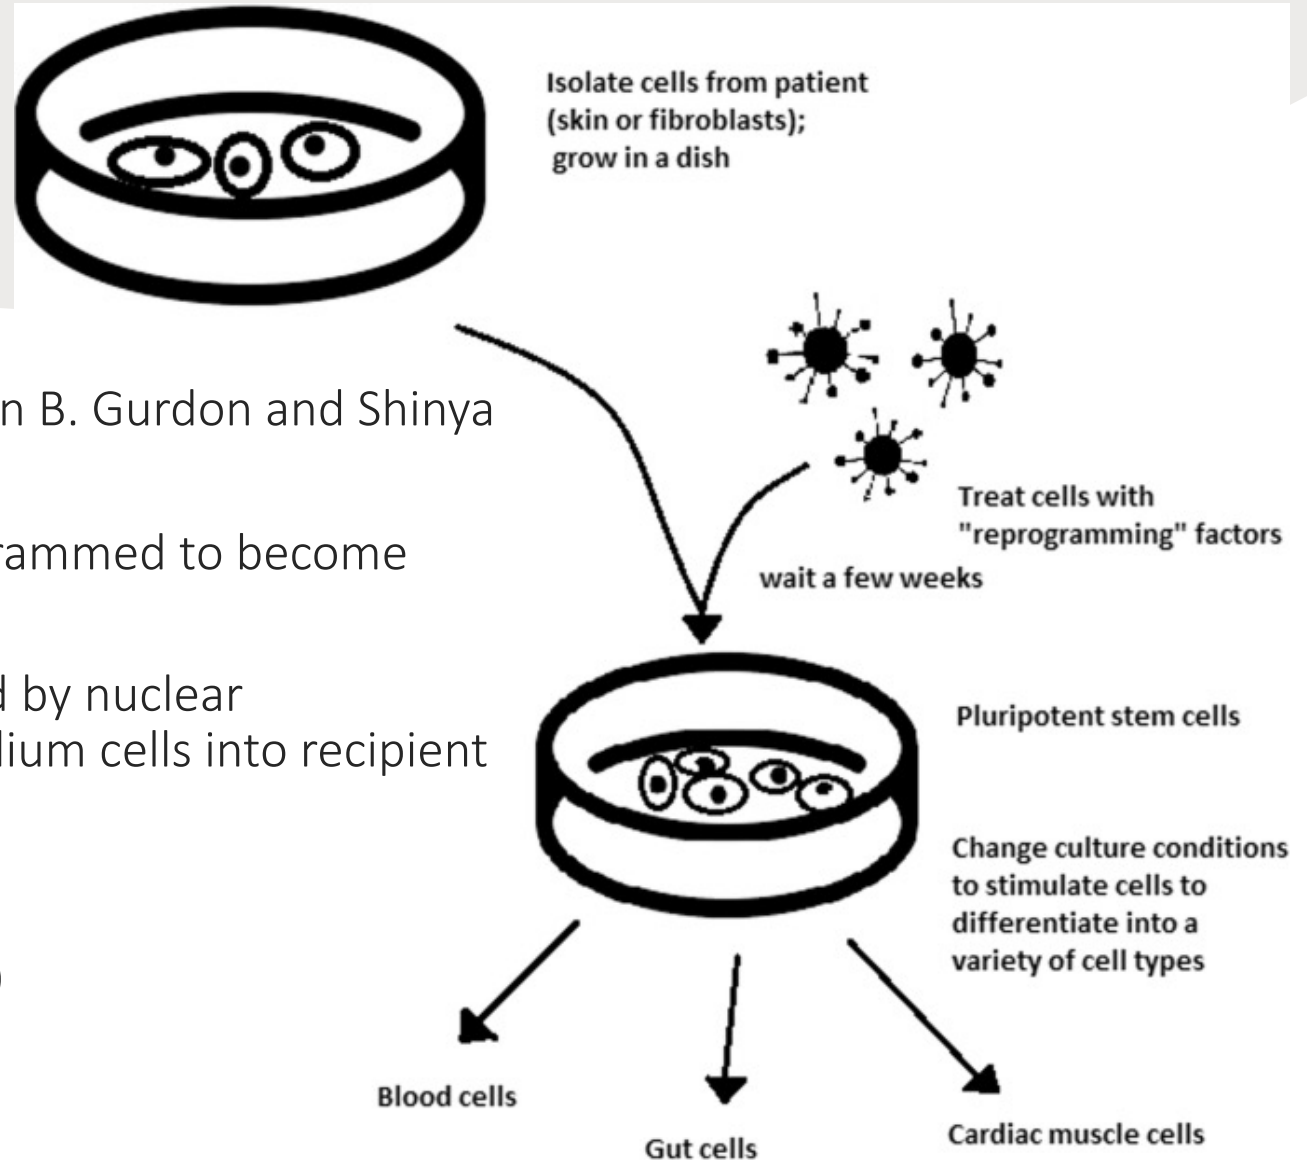 Isolate cells from patient
(skin or fibroblasts);
grow in a dish
n B. Gurdon and Shinya
rammed to become
d by nuclear
lium cells into recipient
)
Treat cells with
"reprogramming" factors
wait a few weeks
Pluripotent stem cells
Change culture conditions
to stimulate cells to
differentiate into a
variety of cell types
Blood cells
Gut cells
Cardiac muscle cells